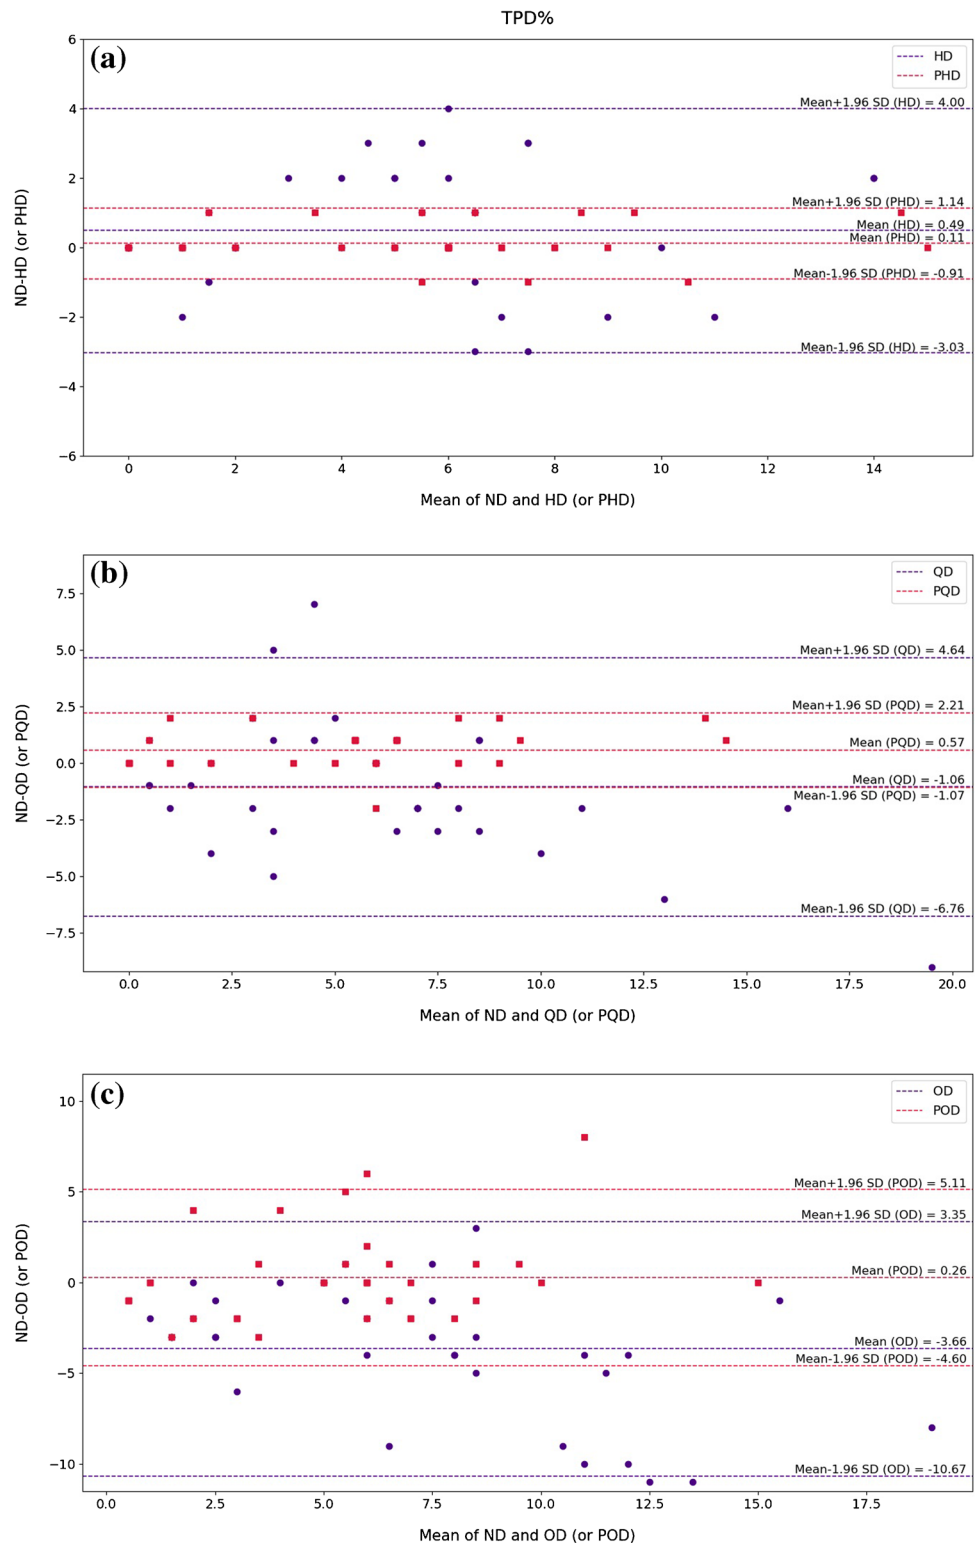 TPD%
(a)
HD
PHD
6
4
2
0
−2
−4
−6
ND-HD (or PHD)
Mean+1.96 SD (HD) = 4.00
Mean+1.96 SD (PHD) = 1.14
Mean (HD) = 0.49
Mean (PHD) = 0.11
Mean-1.96 SD (PHD) = -0.91
Mean-1.96 SD (HD) = -3.03
0 2 4 6 8 10 12 14
Mean of ND and HD (or PHD)
(b)
QD
PQD
7.5
5.0
2.5
0.0
−2.5
−5.0
−7.5
ND-QD (or PQD)
Mean+1.96 SD (QD) = 4.64
Mean+1.96 SD (PQD) = 2.21
Mean (PQD) = 0.57
Mean (QD) = -1.06
Mean-1.96 SD (PQD) = -1.07
Mean-1.96 SD (QD) = -6.76
0.0 2.5 5.0 7.5 10.0 12.5 15.0 17.5 20.0
Mean of ND and QD (or PQD)
(c)
OD
POD
10
5
0
−5
−10
ND-OD (or POD)
Mean+1.96 SD (POD) = 5.11
Mean+1.96 SD (OD) = 3.35
Mean (POD) = 0.26
Mean (OD) = -3.66
Mean-1.96 SD (POD) = -4.60
Mean-1.96 SD (OD) = -10.67
0.0 2.5 5.0 7.5 10.0 12.5 15.0 17.5
Mean of ND and OD (or POD)